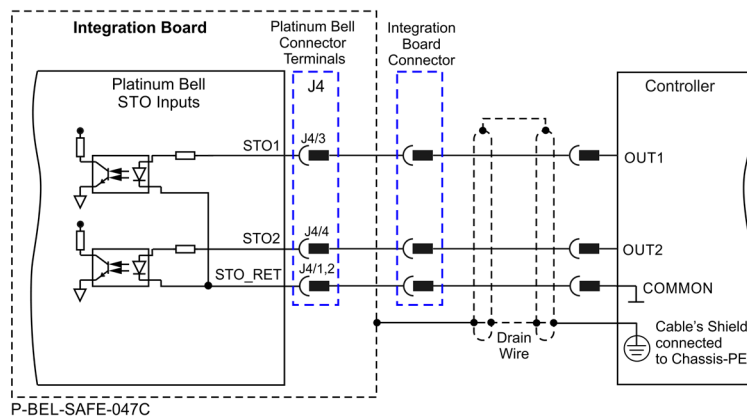 Integration Board
Platinum Bell
Connector
Terminals
Integration
Board
Connector
Platinum Bell
STO Inputs
J4
Controller
STO1
J4/3
OUT1
STO2
J4/4
OUT2
STO_RET
J4/1,2
COMMON
Drain
Wire
Cable's Shield
connected
to Chassis-PE
P-BEL-SAFE-047C